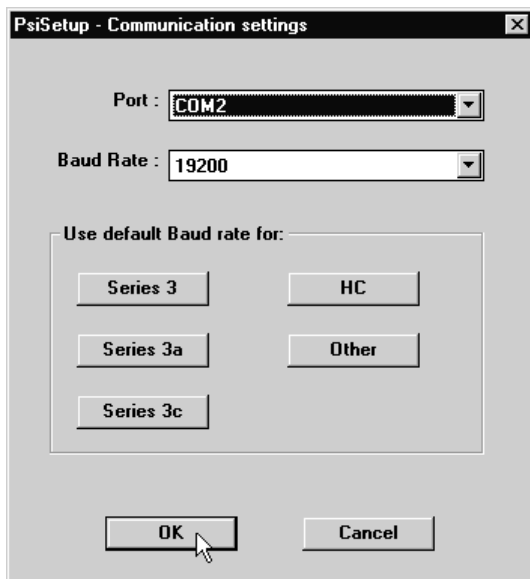 PsiSetup - Communication settings
Port : COM2
Baud Rate : 19200
Use default Baud rate for:
Series 3 HC
Series 3a Other
Series 3c
OK Cancel